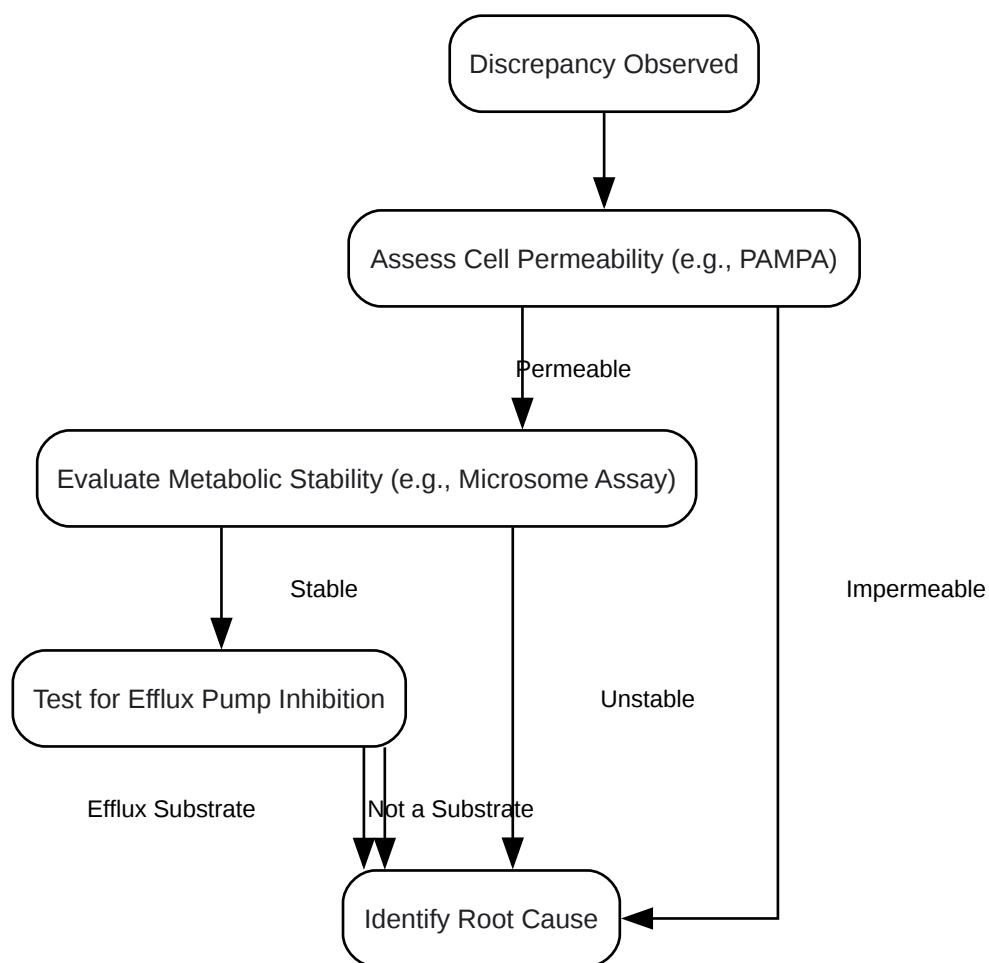 Discrepancy Observed
Assess Cell Permeability (e.g., PAMPA)
Permeable
Evaluate Metabolic Stability (e.g., Microsome Assay)
Stable
Impermeable
Test for Efflux Pump Inhibition
Unstable
Efflux Substrate
Not a Substrate
Identify Root Cause